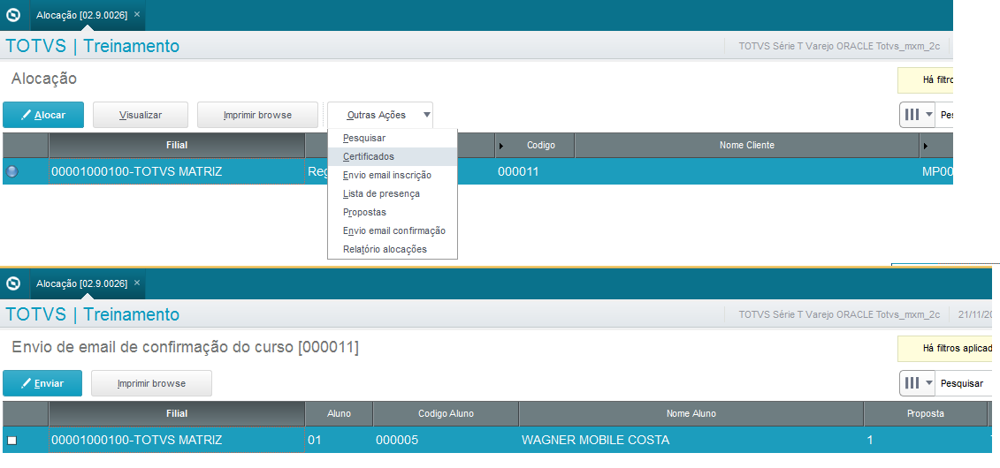 Alocação [02.9.0026] ×
TOTVS | Treinamento
TOTVS Série T Varejo ORACLE Totvs_mxm_2c
Alocação
Há filtro
Alocar Visualizar Imprimir browse Outras Ações
Filial Codigo Nome Cliente
00001000100-TOTVS MATRIZ 000011 MP00
Pesquisar
Certificados
Envio email inscrição
Lista de presença
Propostas
Envio email confirmação
Relatório alocações
Alocação [02.9.0026] ×
TOTVS | Treinamento
TOTVS Série T Varejo ORACLE Totvs_mxm_2c 21/11/20
Envio de email de confirmação do curso [000011]
Há filtros aplicad
Enviar Imprimir browse Pesquisar
Filial Aluno Codigo Aluno Nome Aluno Proposta
00001000100-TOTVS MATRIZ 01 000005 WAGNER MOBILE COSTA 1